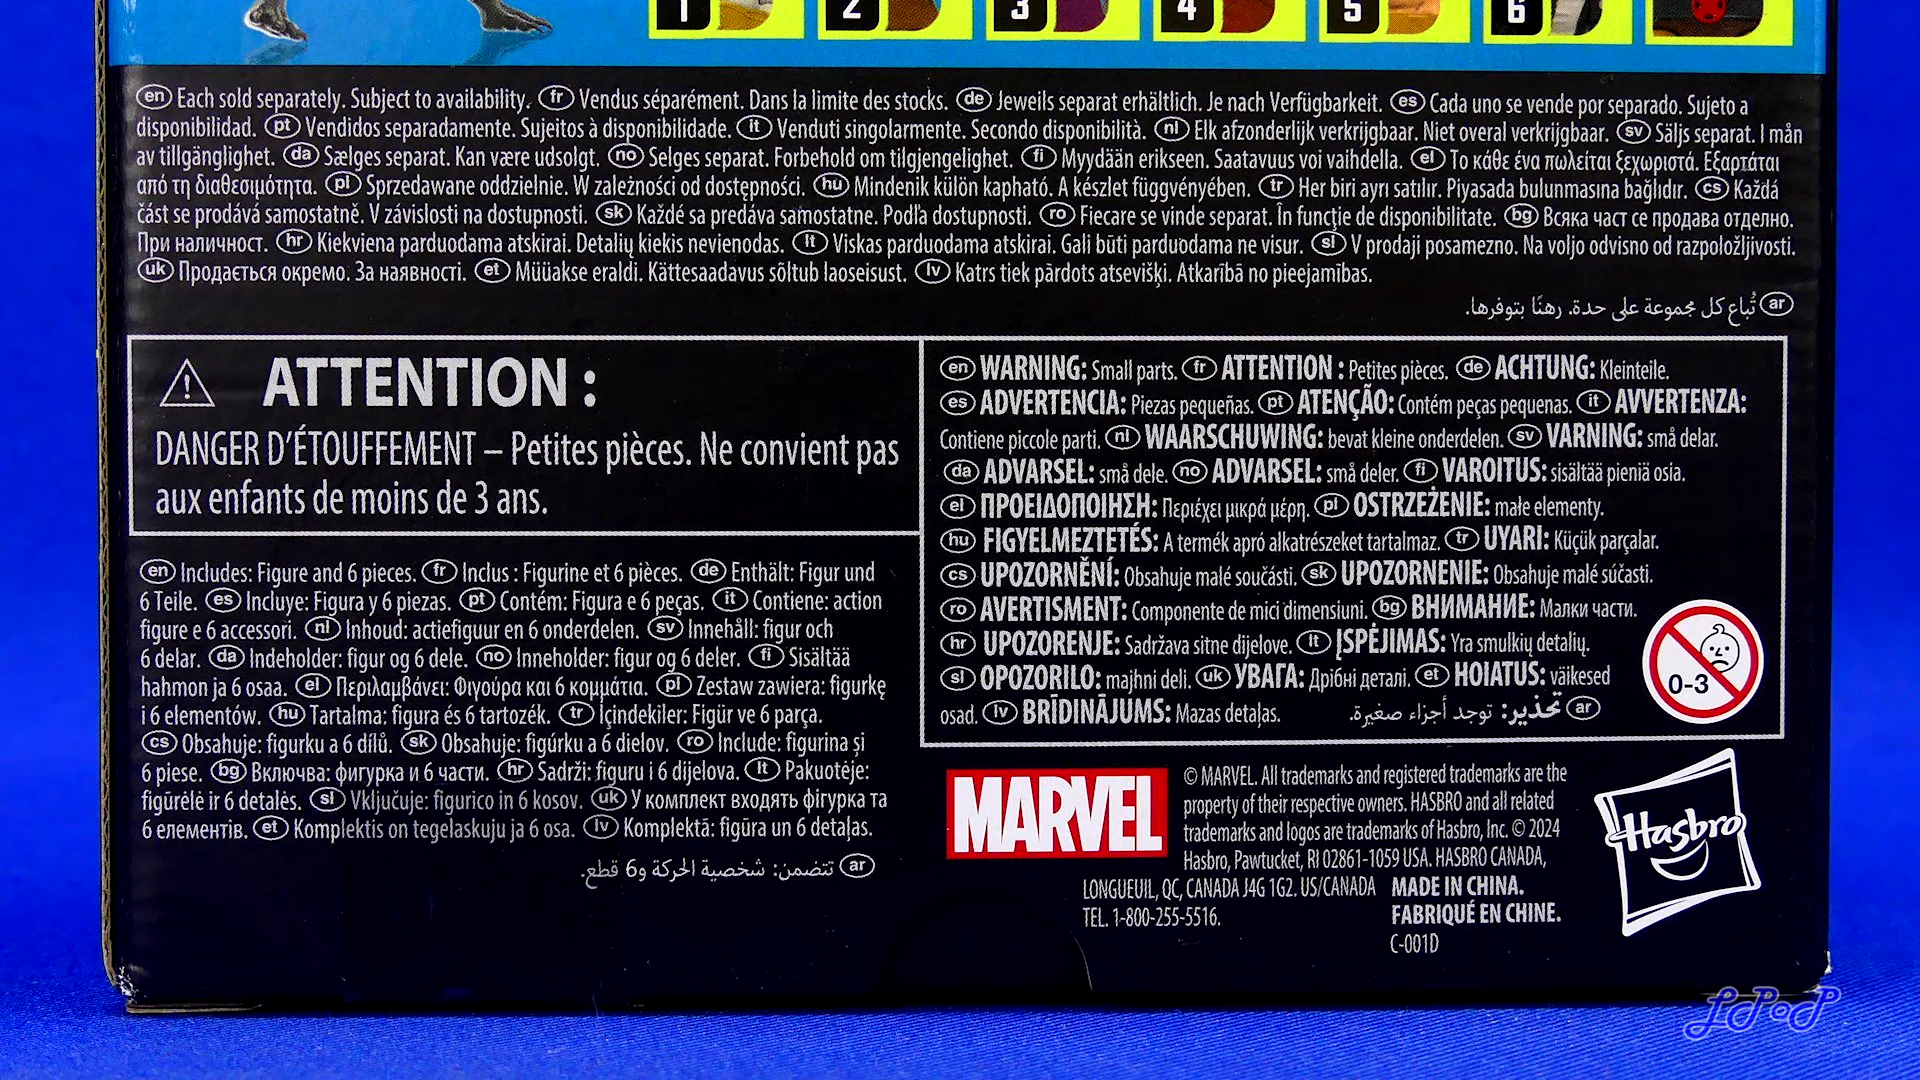 1 2 3 4 5 6
en Each sold separately. Subject to availability. fr Vendus séparément. Dans la limite des stocks. de Jeweils separat erhältlich. Je nach Verfügbarkeit. es Cada uno se vende por separado. Sujeto a
disponibilidad. pt Vendidos separadamente. Sujeitos à disponibilidade. it Venduti singolarmente. Secondo disponibilità. nl Elk afzonderlijk verkrijgbaar. Niet overal verkrijgbaar. sv Säljs separat. I mån
av tillgänglighet. da Sælges separat. Kan være udsolgt. no Selges separat. Forbehold om tilgjengelighet. fi Myydään erikseen. Saatavuus voi vaihdella. el Το κάθε ένα πωλείται ξεχωριστά. Εξαρτάται
από τη διαθεσιμότητα. pl Sprzedawane oddzielnie. W zależności od dostępności. hu Mindenik külön kapható. A készlet függvényében. tr Her biri ayrı satılır. Piyasada bulunmasına bağlıdır. cs Každá
část se prodává samostatně. V závislosti na dostupnosti. sk Každé sa predáva samostatne. Podľa dostupnosti. ro Fiecare se vinde separat. În funcţie de disponibilitate. bg Всяка част се продава отделно.
При наличност. hr Kiekviena parduodama atskirai. Detalių kiekis nevienodas. lt Viskas parduodama atskirai. Gali būti parduodama ne visur. sl V prodaji posamezno. Na voljo odvisno od razpoložljivosti.
uk Продається окремо. За наявності. et Müüakse eraldi. Kättesaadavus sõltub laoseisust. lv Katrs tiek pārdots atsevišķi. Atkarībā no pieejamības.
ar تُباع كل مجموعة على حدة. رهنًا بتوفرها.
ATTENTION :
DANGER D'ÉTOUFFEMENT – Petites pièces. Ne convient pas
aux enfants de moins de 3 ans.
en Includes: Figure and 6 pieces. fr Inclus : Figurine et 6 pièces. de Enthält: Figur und
6 Teile. es Incluye: Figura y 6 piezas. pt Contém: Figura e 6 peças. it Contiene: action
figure e 6 accessori. nl Inhoud: actiefiguur en 6 onderdelen. sv Innehåll: figur och
6 delar. da Indeholder: figur og 6 dele. no Inneholder: figur og 6 deler. fi Sisältää
hahmon ja 6 osaa. el Περιλαμβάνει: Φιγούρα και 6 κομμάτια. pl Zestaw zawiera: figurkę
i 6 elementów. hu Tartalma: figura és 6 tartozék. tr İçindekiler: Figür ve 6 parça.
cs Obsahuje: figurku a 6 dílů. sk Obsahuje: figúrku a 6 dielov. ro Include: figurina şi
6 piese. bg Включва: фигурка и 6 части. hr Sadrži: figuru i 6 dijelova. lt Pakuotėje:
figūrėlė ir 6 detalės. sl Vključuje: figurico in 6 kosov. uk У комплект входять фігурка та
6 елементів. et Komplektis on tegelaskuju ja 6 osa. lv Komplektā: figūra un 6 detaļas.
ar تتضمن: شخصية الحركة و6 قطع.
en WARNING: Small parts. fr ATTENTION : Petites pièces. de ACHTUNG: Kleinteile.
es ADVERTENCIA: Piezas pequeñas. pt ATENÇÃO: Contém peças pequenas. it AVVERTENZA:
Contiene piccole parti. nl WAARSCHUWING: bevat kleine onderdelen. sv VARNING: små delar.
da ADVARSEL: små dele. no ADVARSEL: små deler. fi VAROITUS: sisältää pieniä osia.
el ΠΡΟΕΙΔΟΠΟΙΗΣΗ: Περιέχει μικρά μέρη. pl OSTRZEŻENIE: małe elementy.
hu FIGYELMEZTETÉS: A termék apró alkatrészeket tartalmaz. tr UYARI: Küçük parçalar.
cs UPOZORNĚNÍ: Obsahuje malé součásti. sk UPOZORNENIE: Obsahuje malé súčasti.
ro AVERTISMENT: Componente de mici dimensiuni. bg ВНИМАНИЕ: Малки части.
hr UPOZORENJE: Sadržava sitne dijelove. lt ĮSPĖJIMAS: Yra smulkių detalių.
sl OPOZORILO: majhni deli. uk УВАГА: Дрібні деталі. et HOIATUS: väikesed
osad. lv BRĪDINĀJUMS: Mazas detaļas. ar تحذير: توجد أجزاء صغيرة.
0-3
MARVEL
© MARVEL. All trademarks and registered trademarks are the
property of their respective owners. HASBRO and all related
trademarks and logos are trademarks of Hasbro, Inc. © 2024
Hasbro, Pawtucket, RI 02861-1059 USA. HASBRO CANADA,
LONGUEUIL, QC, CANADA J4G 1G2. US/CANADA
TEL. 1-800-255-5516.
MADE IN CHINA.
FABRIQUÉ EN CHINE.
C-001D
Hasbro
LPoP